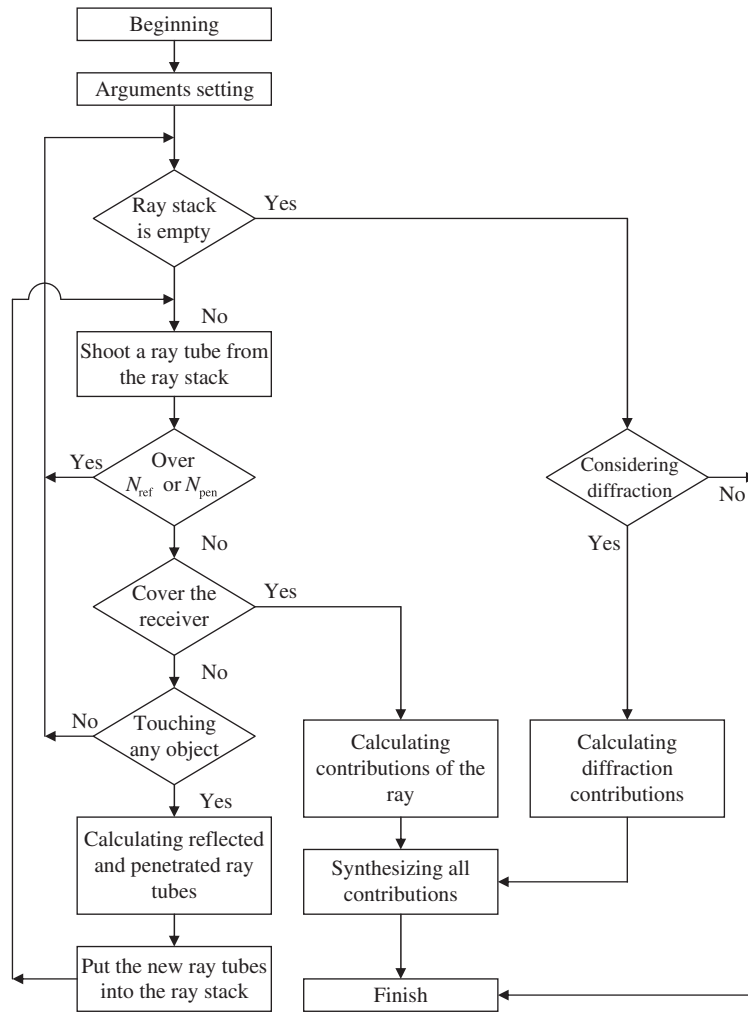 Beginning
Arguments setting
Ray stack
is empty
Yes
No
Shoot a ray tube from
the ray stack
Over
N_ref or N_pen
Yes
No
Considering
diffraction
No
Yes
Cover the
receiver
Yes
No
Touching
any object
No
Yes
Calculating
contributions of the
ray
Calculating
diffraction
contributions
Calculating reflected
and penetrated ray
tubes
Synthesizing all
contributions
Put the new ray tubes
into the ray stack
Finish